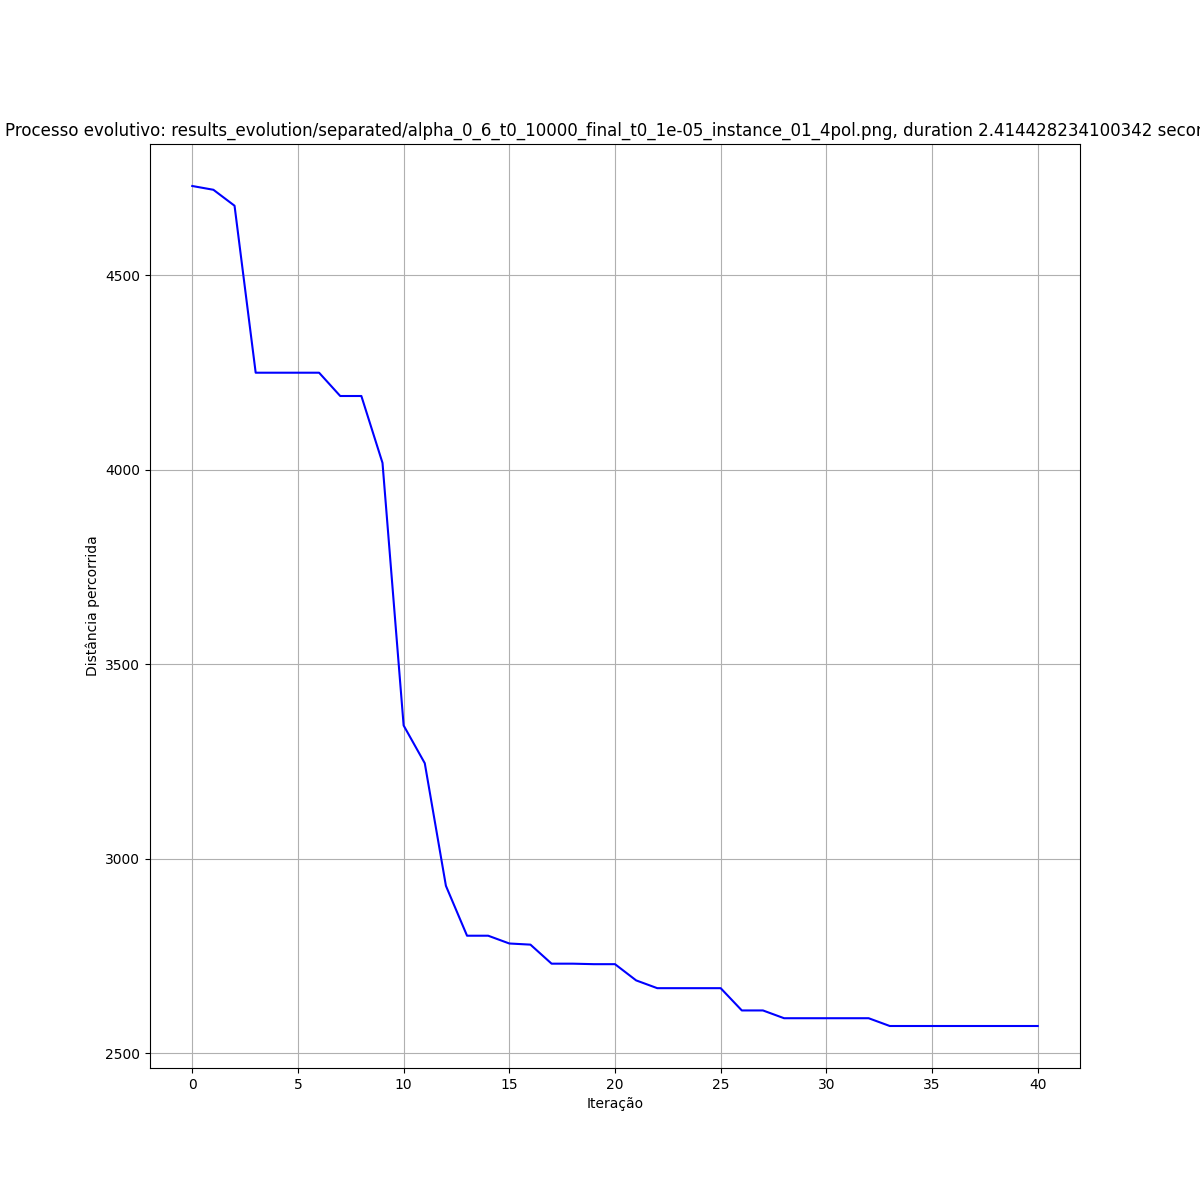 Processo evolutivo: results_evolution/separated/alpha_0_6_t0_10000_final_t0_1e-05_instance_01_4pol.png, duration 2.414428234100342
4500
4000
3500
3000
2500
Distância percorrida
0 5 10 15 20 25 30 35 40
Iteração